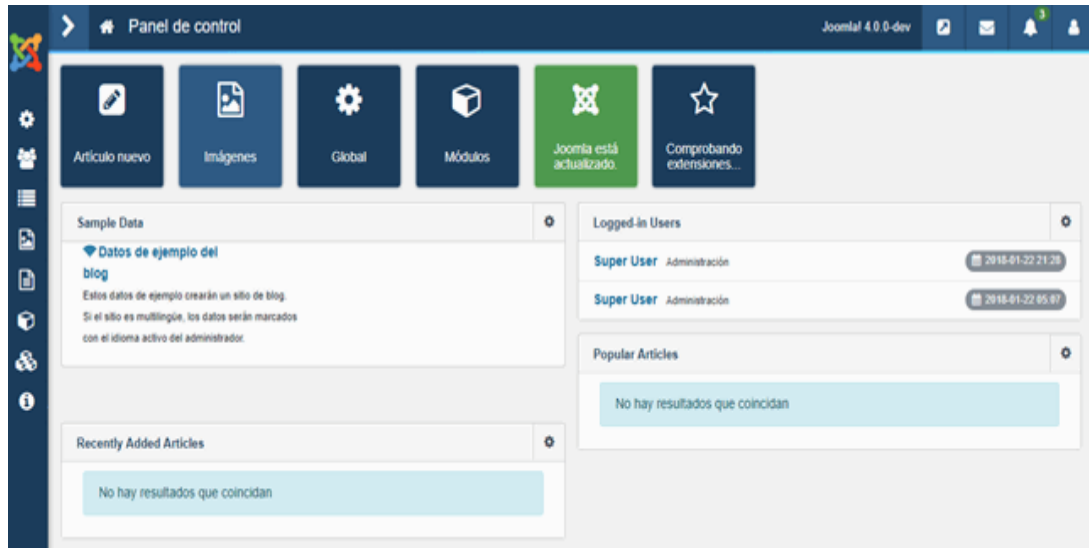 Panel de control
Joomla! 4.0.0-dev
3
Artículo nuevo
Imágenes
Global
Módulos
Joomla está
actualizado.
Comprobando
extensiones...
Sample Data
Datos de ejemplo del
blog
Estos datos de ejemplo crearán un sitio de blog.
Si el sitio es multilingüe, los datos serán marcados
con el idioma activo del administrador.
Logged-in Users
Super User Administración
2018-01-22 21:28
Super User Administración
2018-01-22 05:07
Popular Articles
No hay resultados que coincidan
Recently Added Articles
No hay resultados que coincidan